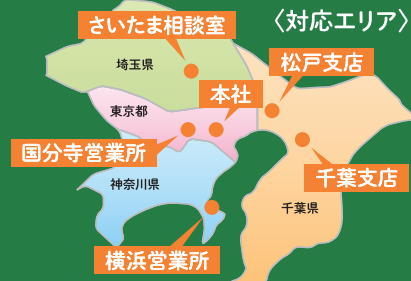 〈対応エリア〉
さいたま相談室
埼玉県
松戸支店
本社
東京都
国分寺営業所
千葉支店
神奈川県
千葉県
横浜営業所